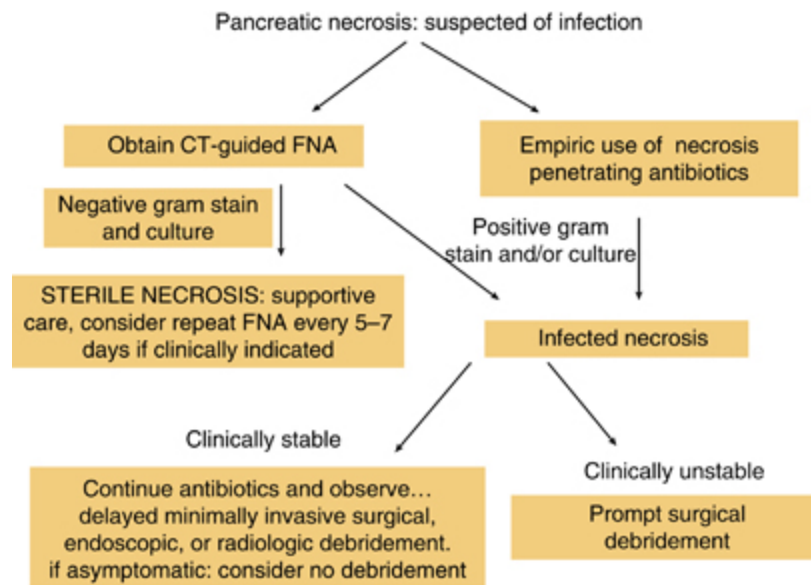 Pancreatic necrosis: suspected of infection
Obtain CT-guided FNA
Empiric use of necrosis
penetrating antibiotics
Negative gram stain
and culture
Positive gram
stain and/or culture
STERILE NECROSIS: supportive
care, consider repeat FNA every 5–7
days if clinically indicated
Infected necrosis
Clinically stable
Continue antibiotics and observe…
delayed minimally invasive surgical,
endoscopic, or radiologic debridement.
if asymptomatic: consider no debridement
Clinically unstable
Prompt surgical
debridement